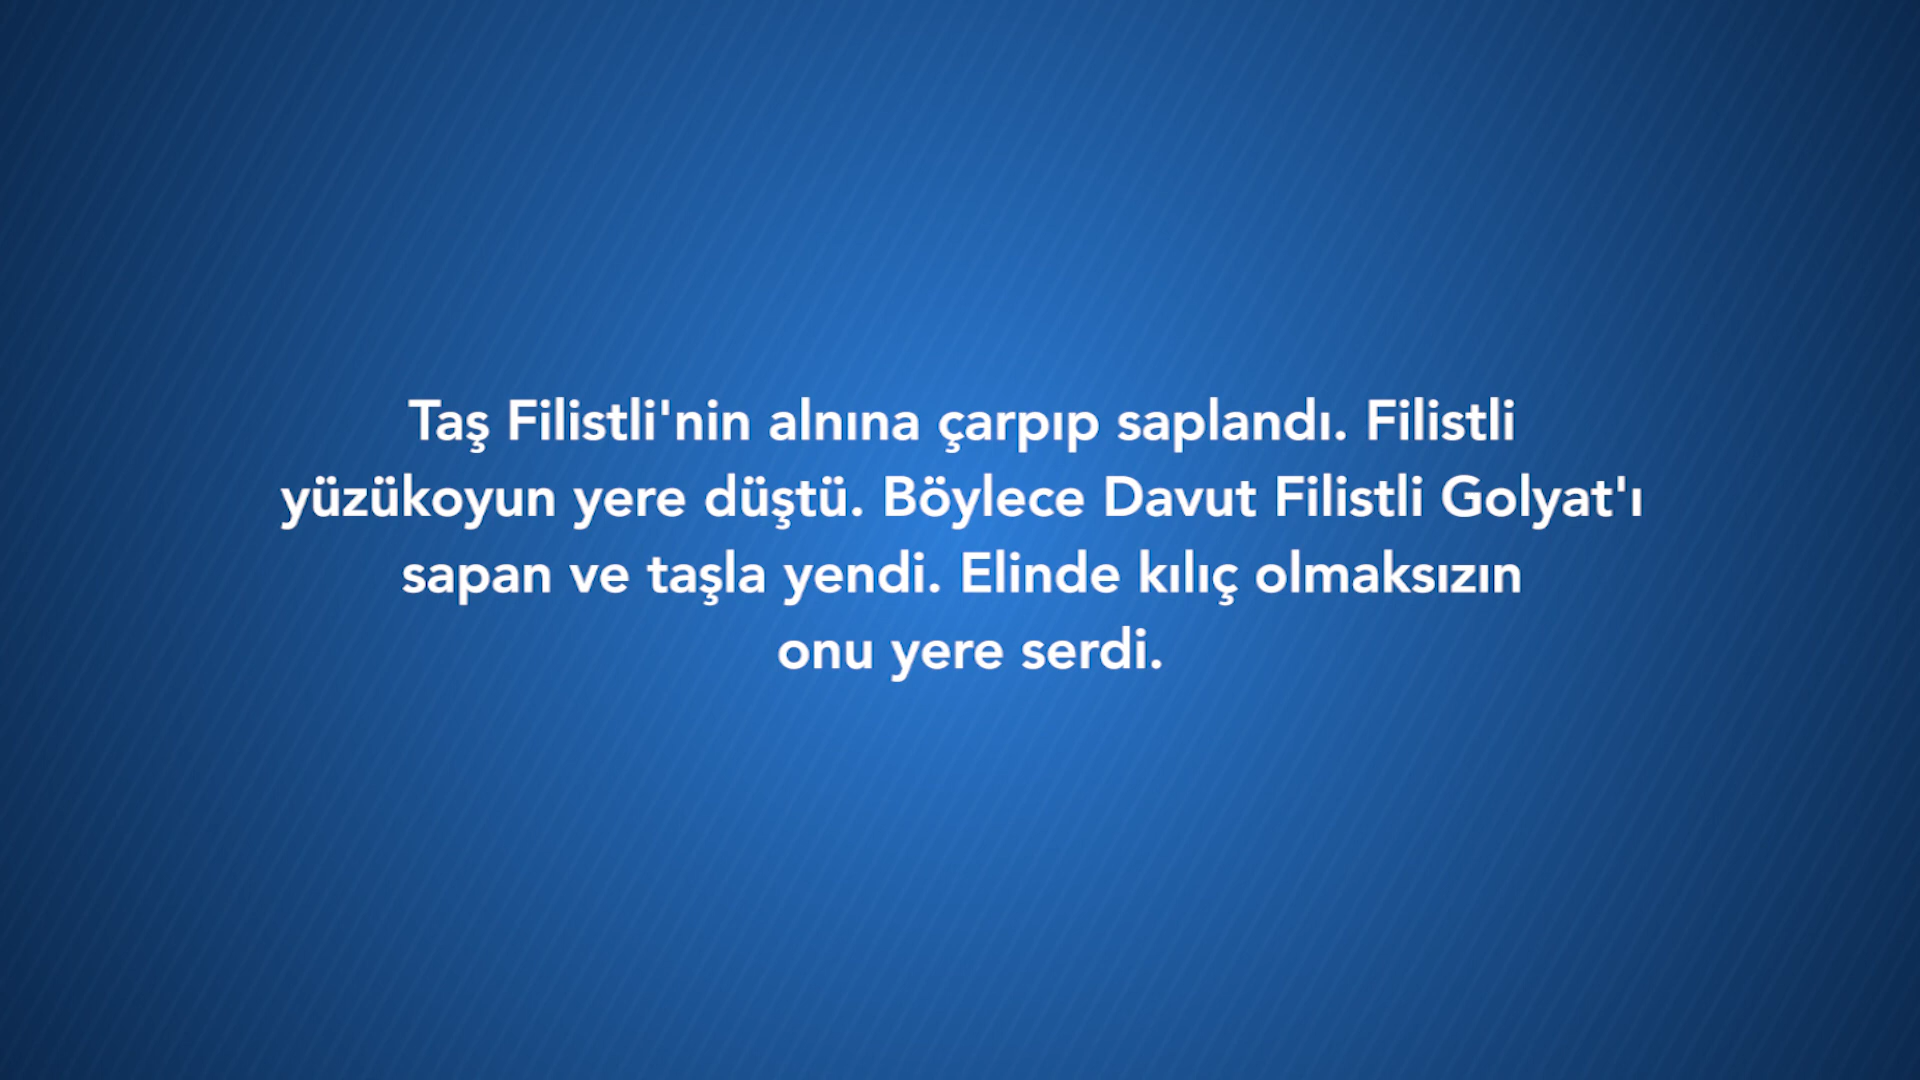 Taş Filistli'nin alnına çarpıp saplandı. Filistli
yüzükoyun yere düştü. Böylece Davut Filistli Golyat'ı
sapan ve taşla yendi. Elinde kılıç olmaksızın
onu yere serdi.